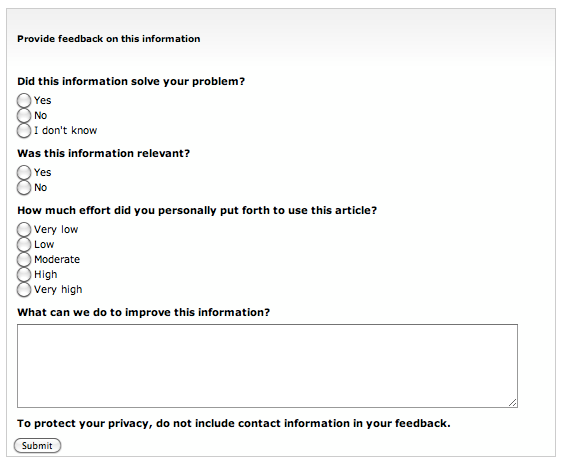 Provide feedback on this information
Did this information solve your problem?
Yes
No
I don't know
Was this information relevant?
Yes
No
How much effort did you personally put forth to use this article?
Very low
Low
Moderate
High
Very high
What can we do to improve this information?
To protect your privacy, do not include contact information in your feedback.
Submit